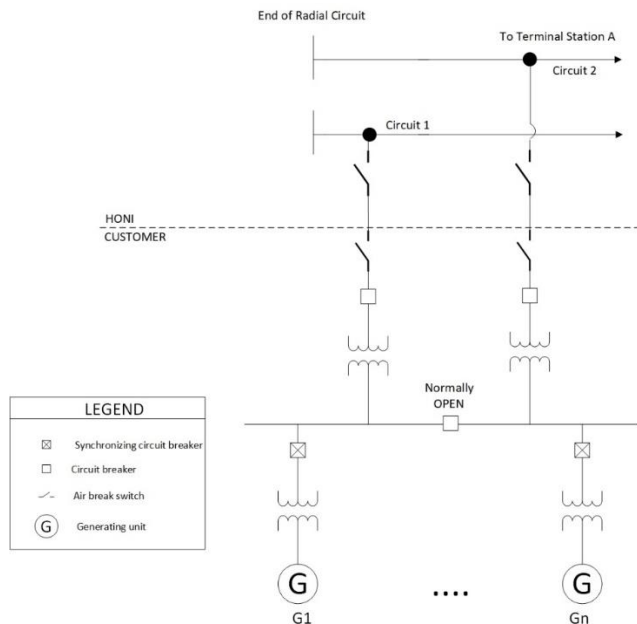 End of Radial Circuit
To Terminal Station A
Circuit 2
Circuit 1
HONI
CUSTOMER
Normally
OPEN
LEGEND
Synchronizing circuit breaker
Circuit breaker
Air break switch
G Generating unit
G
G
G1
....
Gn